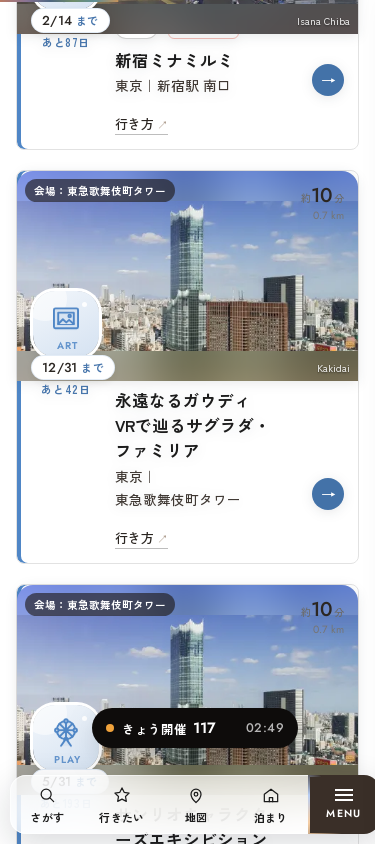 2/14 まで
Isana Chiba
あと87日
新宿ミナミルミ
東京｜新宿駅 南口
→
行き方 ↗
会場：東急歌舞伎町タワー
約10分
0.7 km
ART
12/31 まで
Kakidai
あと42日
永遠なるガウディ
VRで辿るサグラダ・
ファミリア
東京｜
東急歌舞伎町タワー
→
行き方 ↗
会場：東急歌舞伎町タワー
約10分
0.7 km
きょう開催 117 02:49
PLAY
5/31 まで
さがす
行きたい
地図
泊まり
MENU
ーズエキシビション